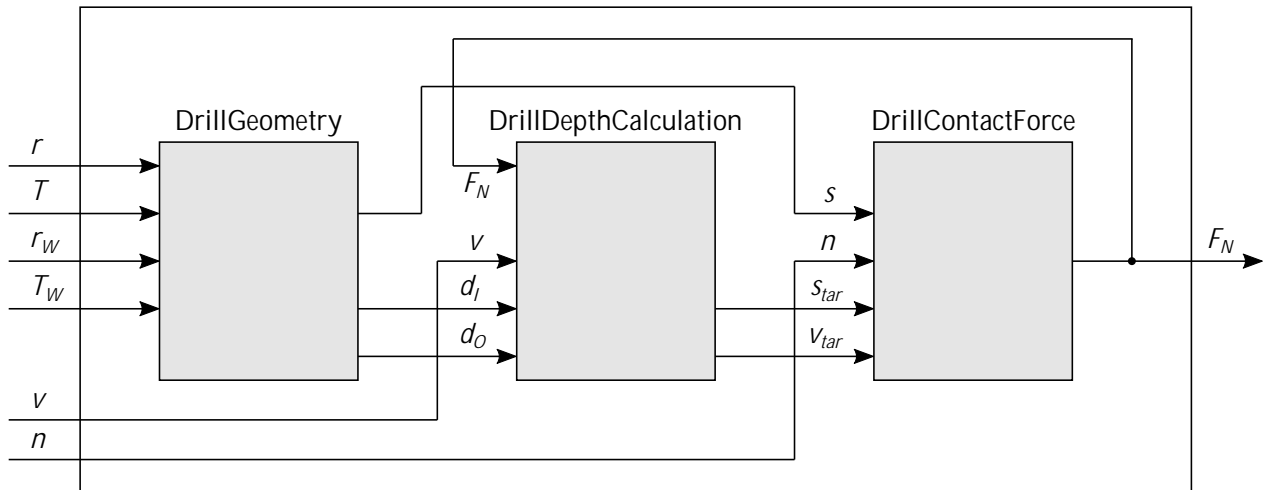 DrillGeometry
DrillDepthCalculation
DrillContactForce
r
T
r_W
T_W
v
n
F_N
v
d_I
d_O
s
n
s_tar
v_tar
F_N